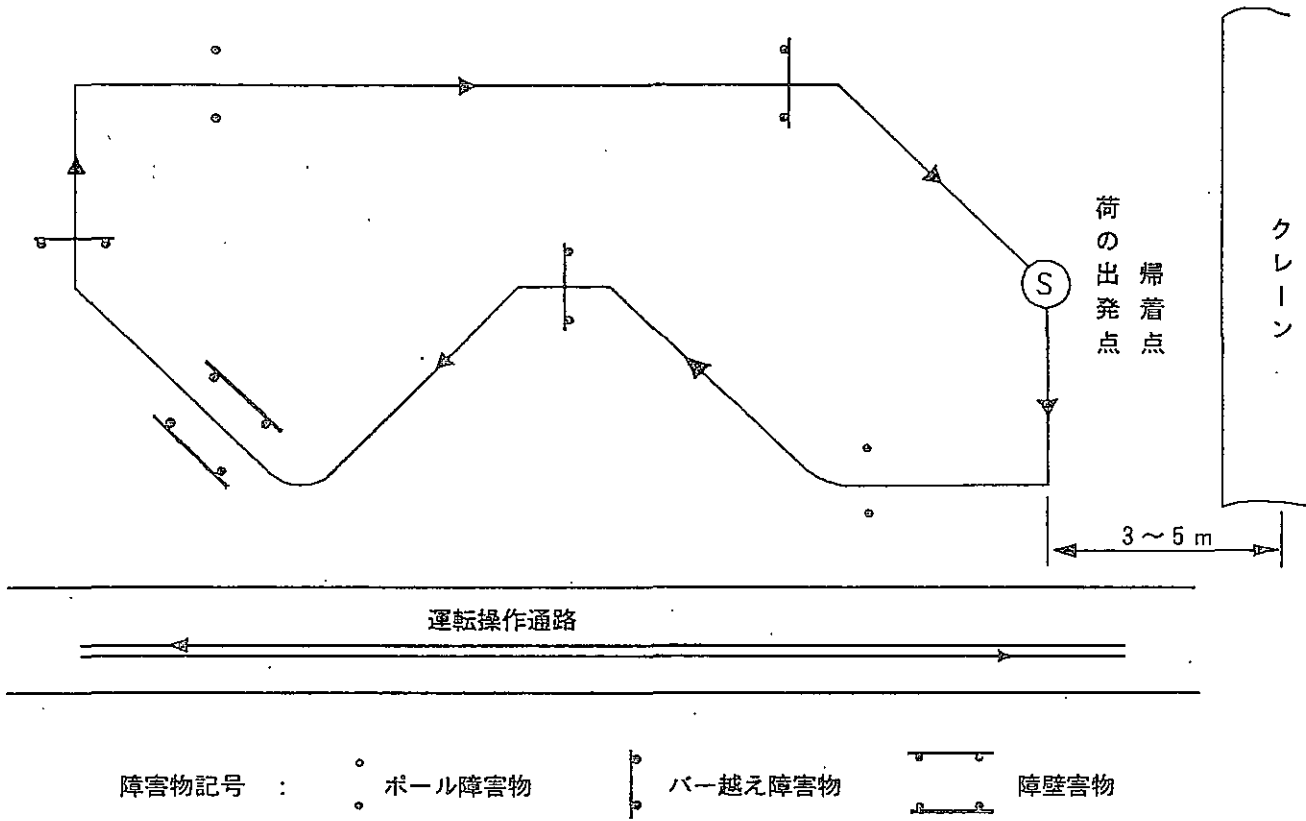 荷の出発点
帰着点
クレーン
S
3～5 m
運転操作通路
障害物記号 : ポール障害物 バー越え障害物 障壁害物